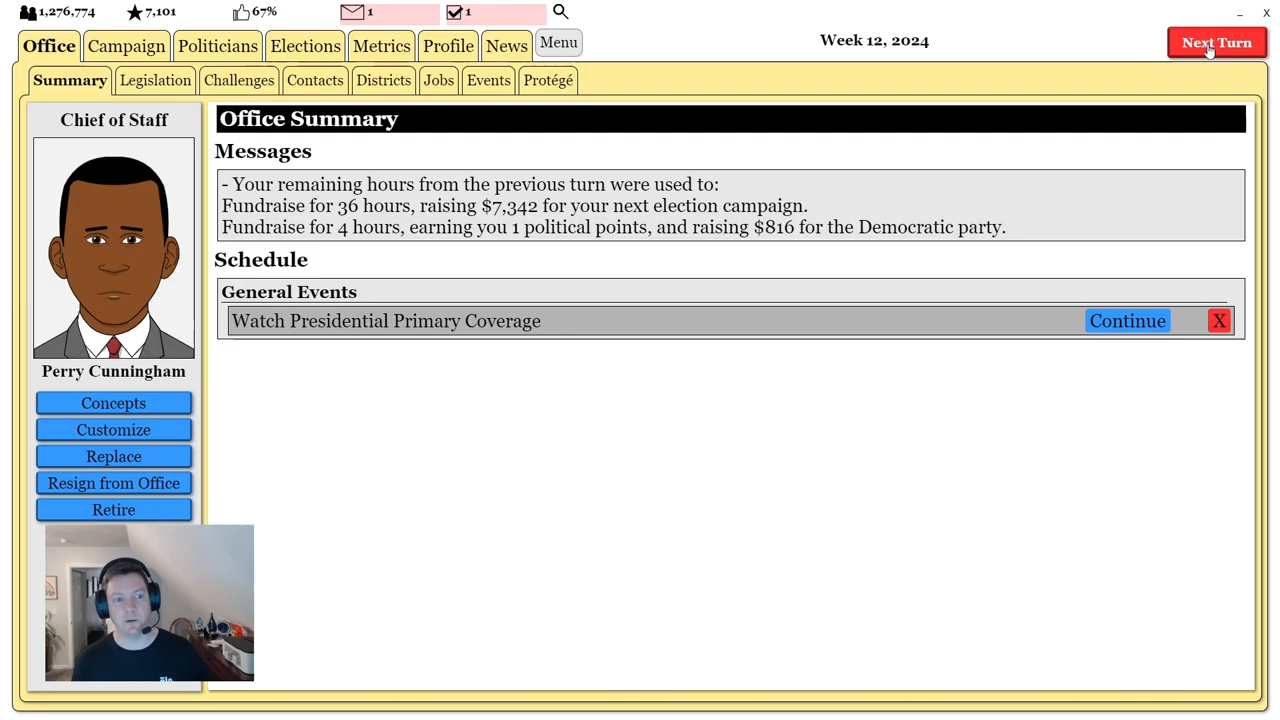 1,276,774 7,101 67% 1 1
_ X
Office Campaign Politicians Elections Metrics Profile News Menu
Week 12, 2024
Next Turn
Summary Legislation Challenges Contacts Districts Jobs Events Protégé
Chief of Staff
Perry Cunningham
Concepts
Customize
Replace
Resign from Office
Retire
Office Summary
Messages
- Your remaining hours from the previous turn were used to:
Fundraise for 36 hours, raising $7,342 for your next election campaign.
Fundraise for 4 hours, earning you 1 political points, and raising $816 for the Democratic party.
Schedule
General Events
Watch Presidential Primary Coverage Continue X